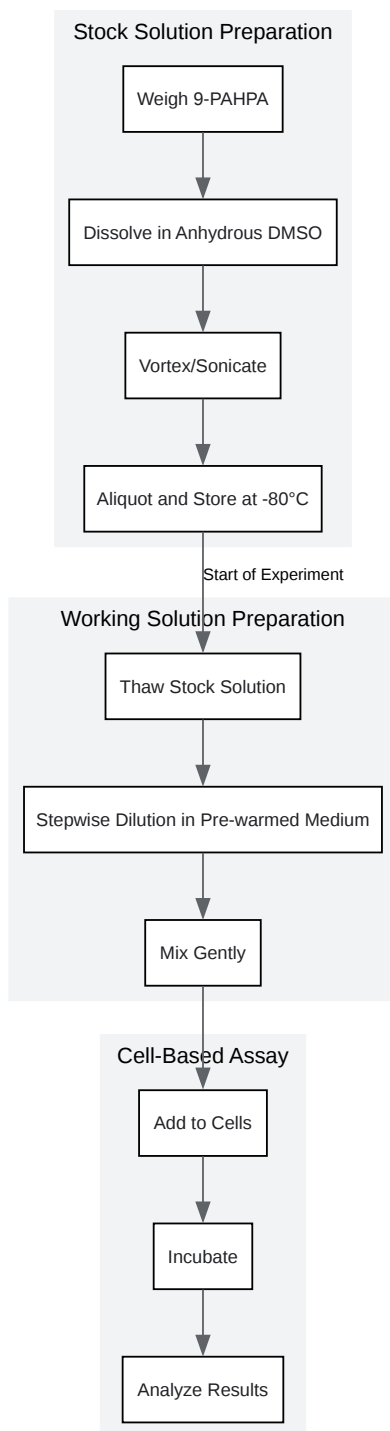 Stock Solution Preparation
Weigh 9-PAHPA
Dissolve in Anhydrous DMSO
Vortex/Sonicate
Aliquot and Store at -80°C
Start of Experiment
Working Solution Preparation
Thaw Stock Solution
Stepwise Dilution in Pre-warmed Medium
Mix Gently
Cell-Based Assay
Add to Cells
Incubate
Analyze Results